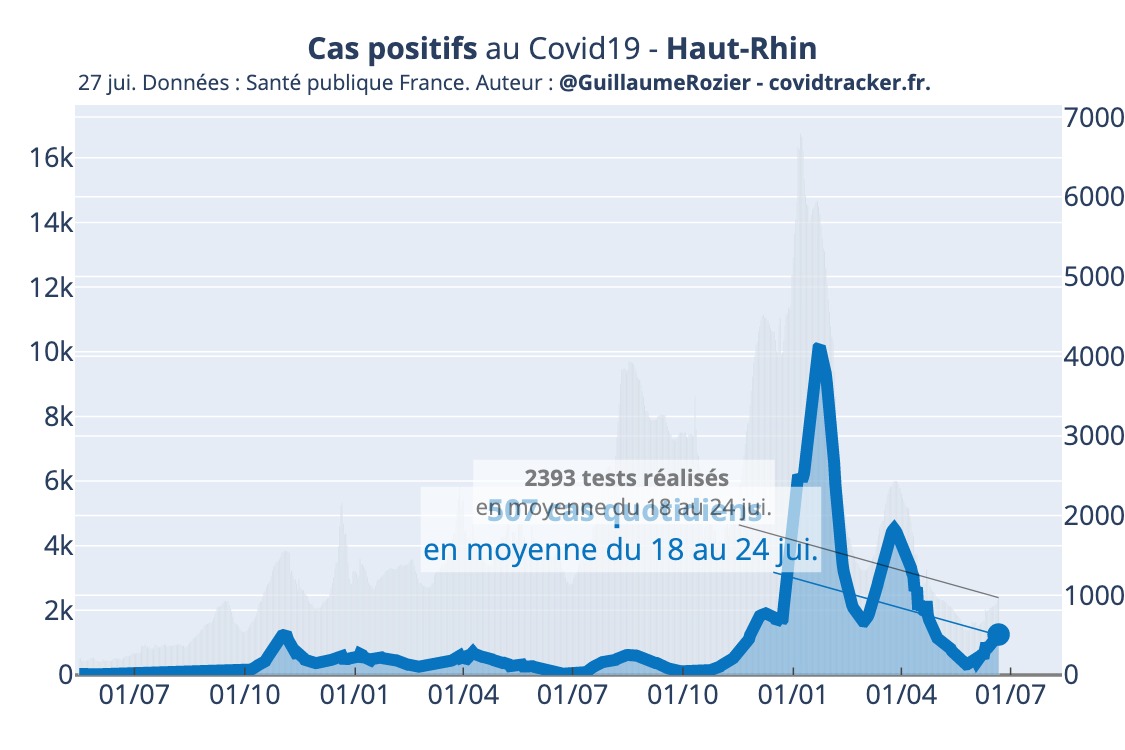 Cas positifs au Covid19 - Haut-Rhin
27 jui. Données : Santé publique France. Auteur : @GuillaumeRozier - covidtracker.fr.
7000
16k
6000
14k
5000
12k
10k
4000
8k
3000
6k
2393 tests réalisés
en moyenne du 18 au 24 jui.
507 cas quotidiens
2000
4k
en moyenne du 18 au 24 jui.
2k
1000
0
0
01/07 01/10 01/01 01/04 01/07 01/10 01/01 01/04 01/07